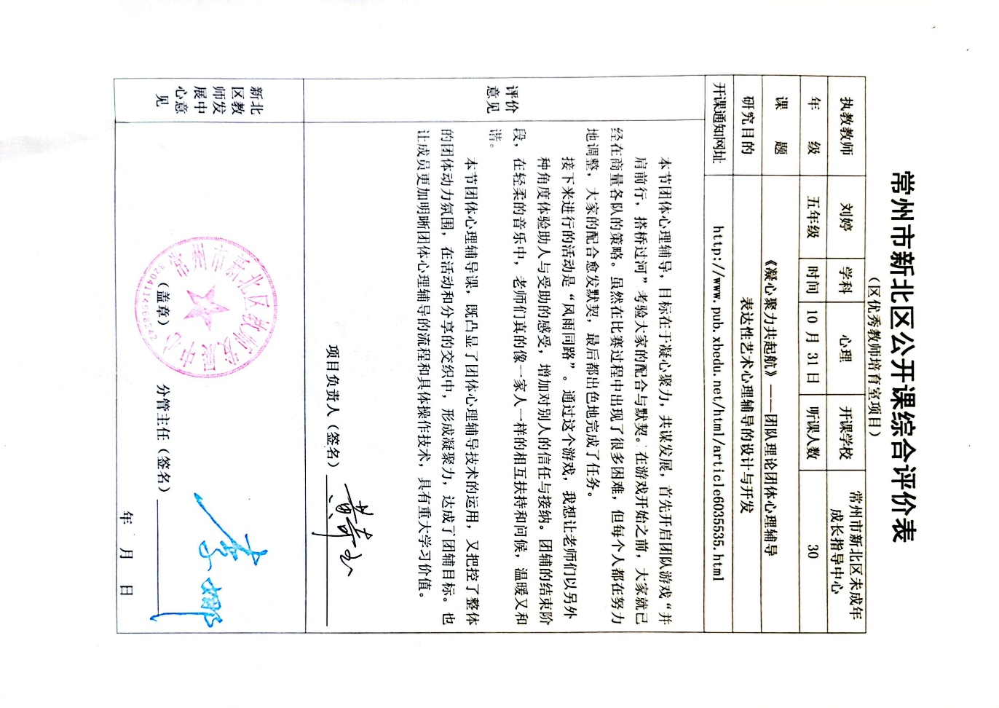 常州市新北区公开课综合评价表
（区优秀教师培育室项目）
执教教师 刘婷 学科 心理 开课学校 常州市新北区未成年
成长指导中心
年 级 五年级 时间 10 月 31 日 听课人数 30
课 题 《凝心聚力共起航》——团队理论团体心理辅导
研究目的 表达性艺术心理辅导的设计与开发
开课通知网址 http://www.pub.xbedu.net/html/article6035535.html
评价
意见
本节团体心理辅导，目标在于凝心聚力，共谋发展，首先开启团队游戏“并
肩前行，搭桥过河”考验大家的配合与默契。在游戏开始之前，大家就已
经在商量各队的策略。虽然在比赛过程中出现了很多困难，但每个人都在努力
地调整，大家的配合愈发默契，最后都出色地完成了任务。
接下来进行的活动是“风雨同路”。通过这个游戏，我想让老师们以另外
种角度体验助人与受助的感受，增加对别人的信任与接纳。团辅的结束阶
段，在轻柔的音乐中，老师们真的像一家人一样的相互扶持和问候，温暖又和
谐。
本节团体心理辅导课，既凸显了团体心理辅导技术的运用，又把控了整体
的团体动力氛围，在活动和分享的交织中，形成凝聚力，达成了团辅目标。也
让成员更加明晰团体心理辅导的流程和具体操作技术，具有重大学习价值。
项目负责人（签名）
新北
区教
师发
展中
心意
见
常州市新北区教师发展中心
（盖章） 分管主任（签名） 李娜
年 月 日